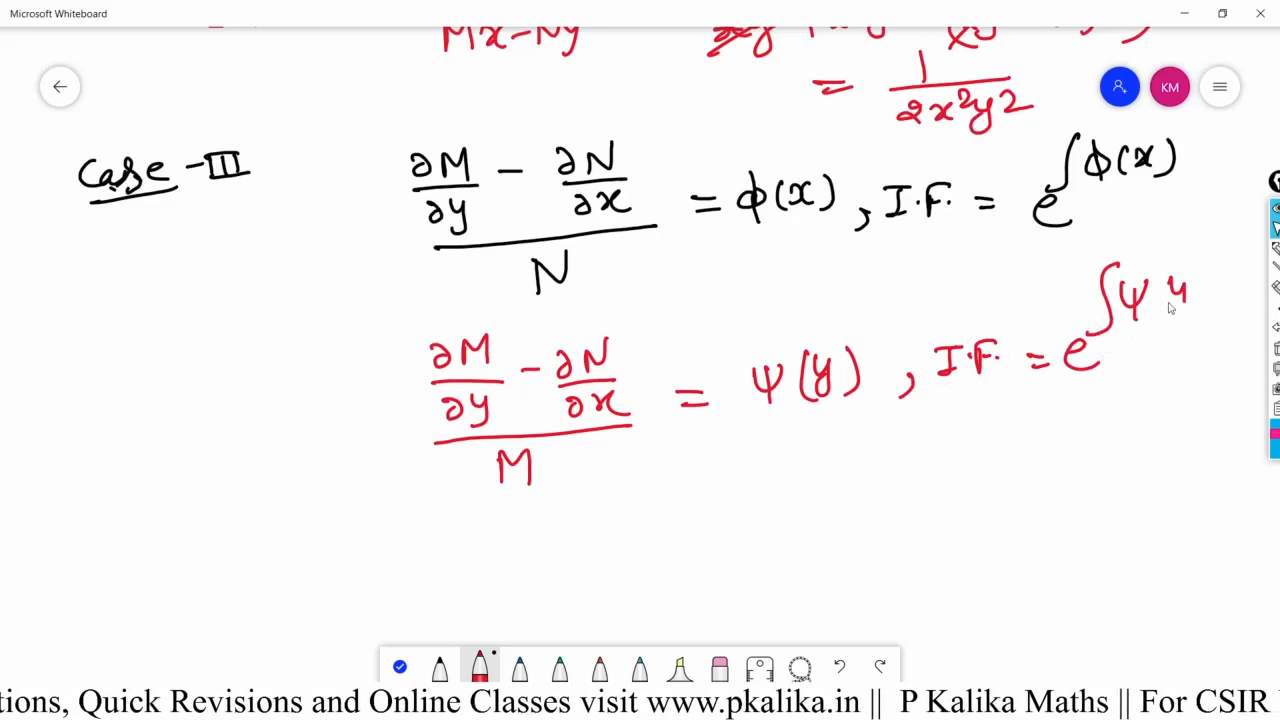 Microsoft Whiteboard
Mx-Ny
= 1/2x²y²
KM
Case-III
(∂M/∂y - ∂N/∂x)/N = ϕ(x), I.F. = e^∫ϕ(x)
(∂M/∂y - ∂N/∂x)/M = ψ(y), I.F. = e^∫ψ y
tions, Quick Revisions and Online Classes visit www.pkalika.in || P Kalika Maths || For CSIR